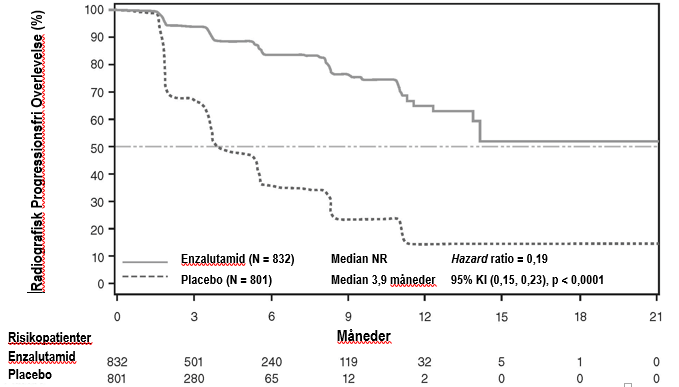 Radiografisk Progressionsfri Overlevelse (%)
100
90
80
70
60
50
40
30
20
10
0
Enzalutamid (N = 832) Median NR Hazard ratio = 0,19
Placebo (N = 801) Median 3,9 måneder 95% KI (0,15, 0,23), p < 0,0001
0 3 6 9 12 15 18 21
Måneder
Risikopatienter
Enzalutamid 832 501 240 119 32 5 1 0
Placebo 801 280 65 12 2 0 0 0